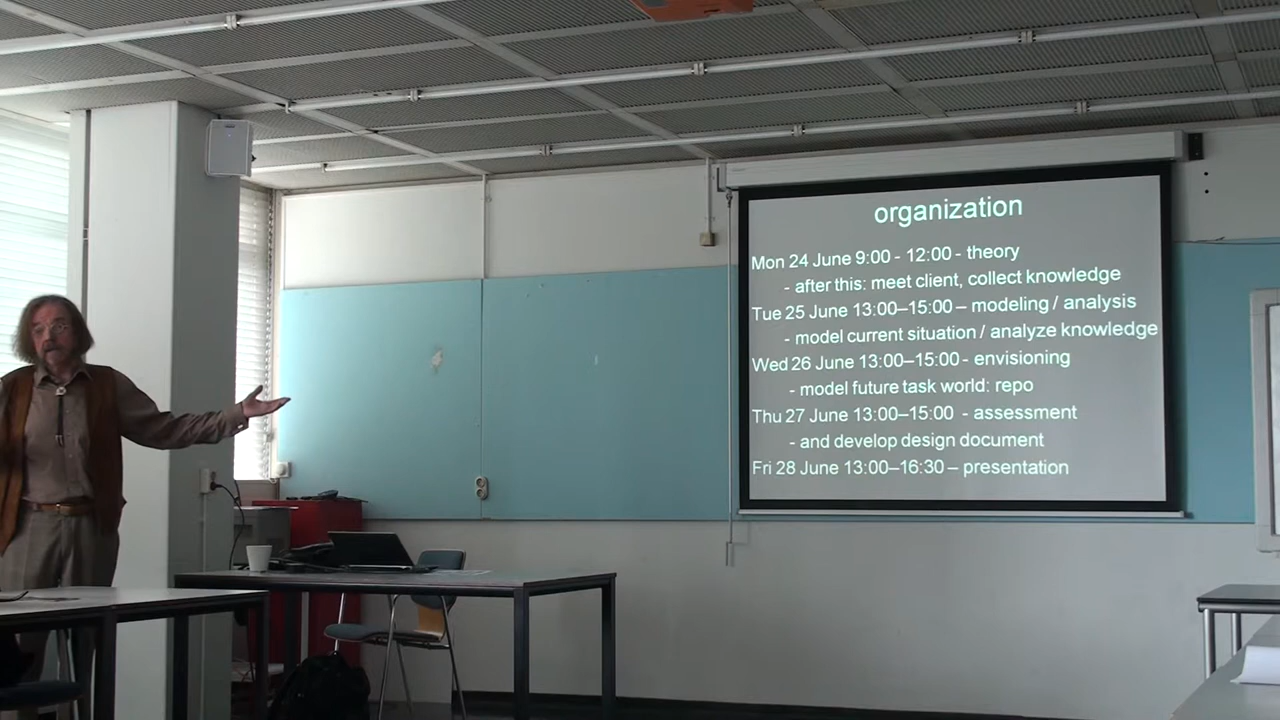 organization
Mon 24 June 9:00 - 12:00 - theory
- after this: meet client, collect knowledge
Tue 25 June 13:00–15:00 – modeling / analysis
- model current situation / analyze knowledge
Wed 26 June 13:00–15:00 - envisioning
- model future task world: repo
Thu 27 June 13:00–15:00 - assessment
- and develop design document
Fri 28 June 13:00–16:30 – presentation